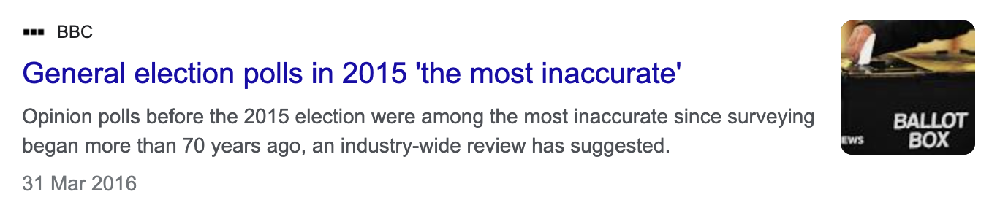 BBC
General election polls in 2015 'the most inaccurate'
Opinion polls before the 2015 election were among the most inaccurate since surveying
began more than 70 years ago, an industry-wide review has suggested.
31 Mar 2016
BALLOT
BOX
EWS